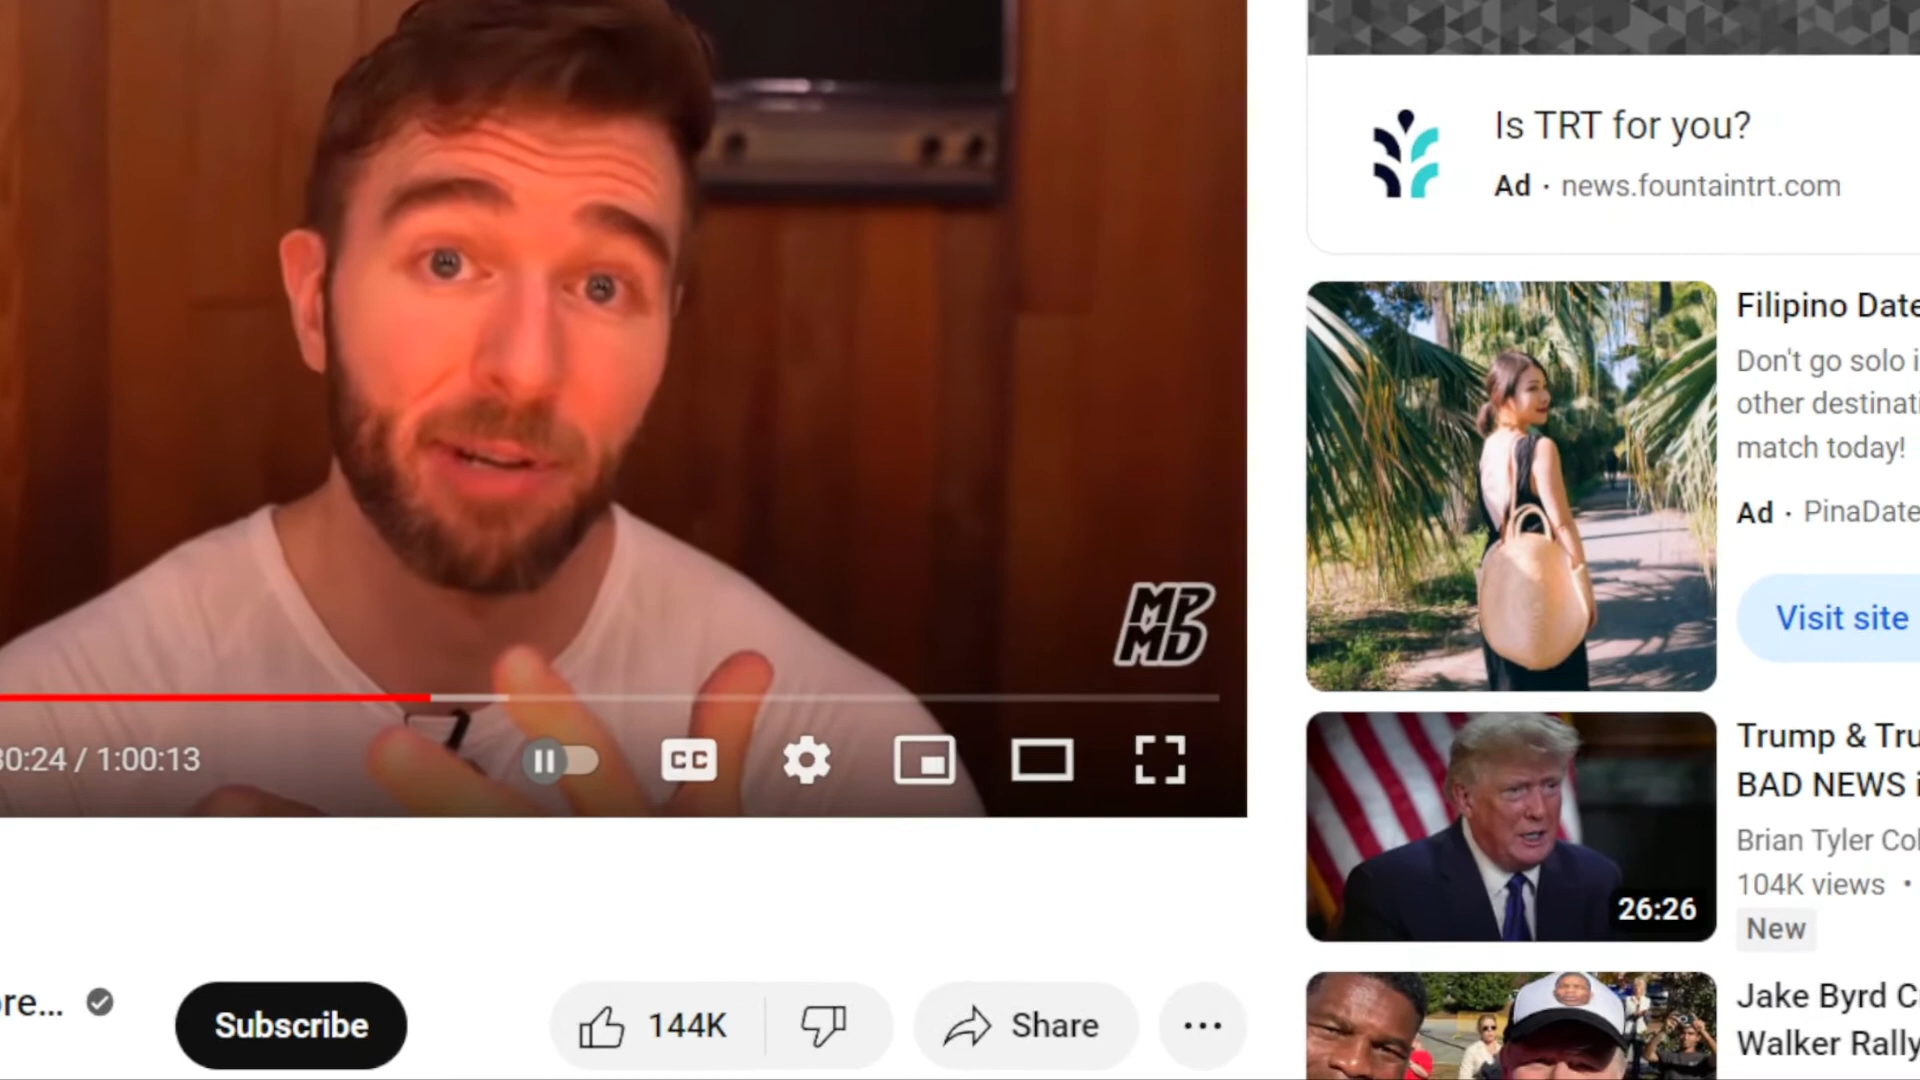 Is TRT for you?
Ad · news.fountaintrt.com
Filipino Date
Don't go solo i
other destinati
match today!
Ad · PinaDate
Visit site
MP
MD
30:24 / 1:00:13
CC
Trump & Tru
BAD NEWS i
Brian Tyler Col
104K views •
New
26:26
ore...
Subscribe
144K
Share
Jake Byrd C
Walker Rally